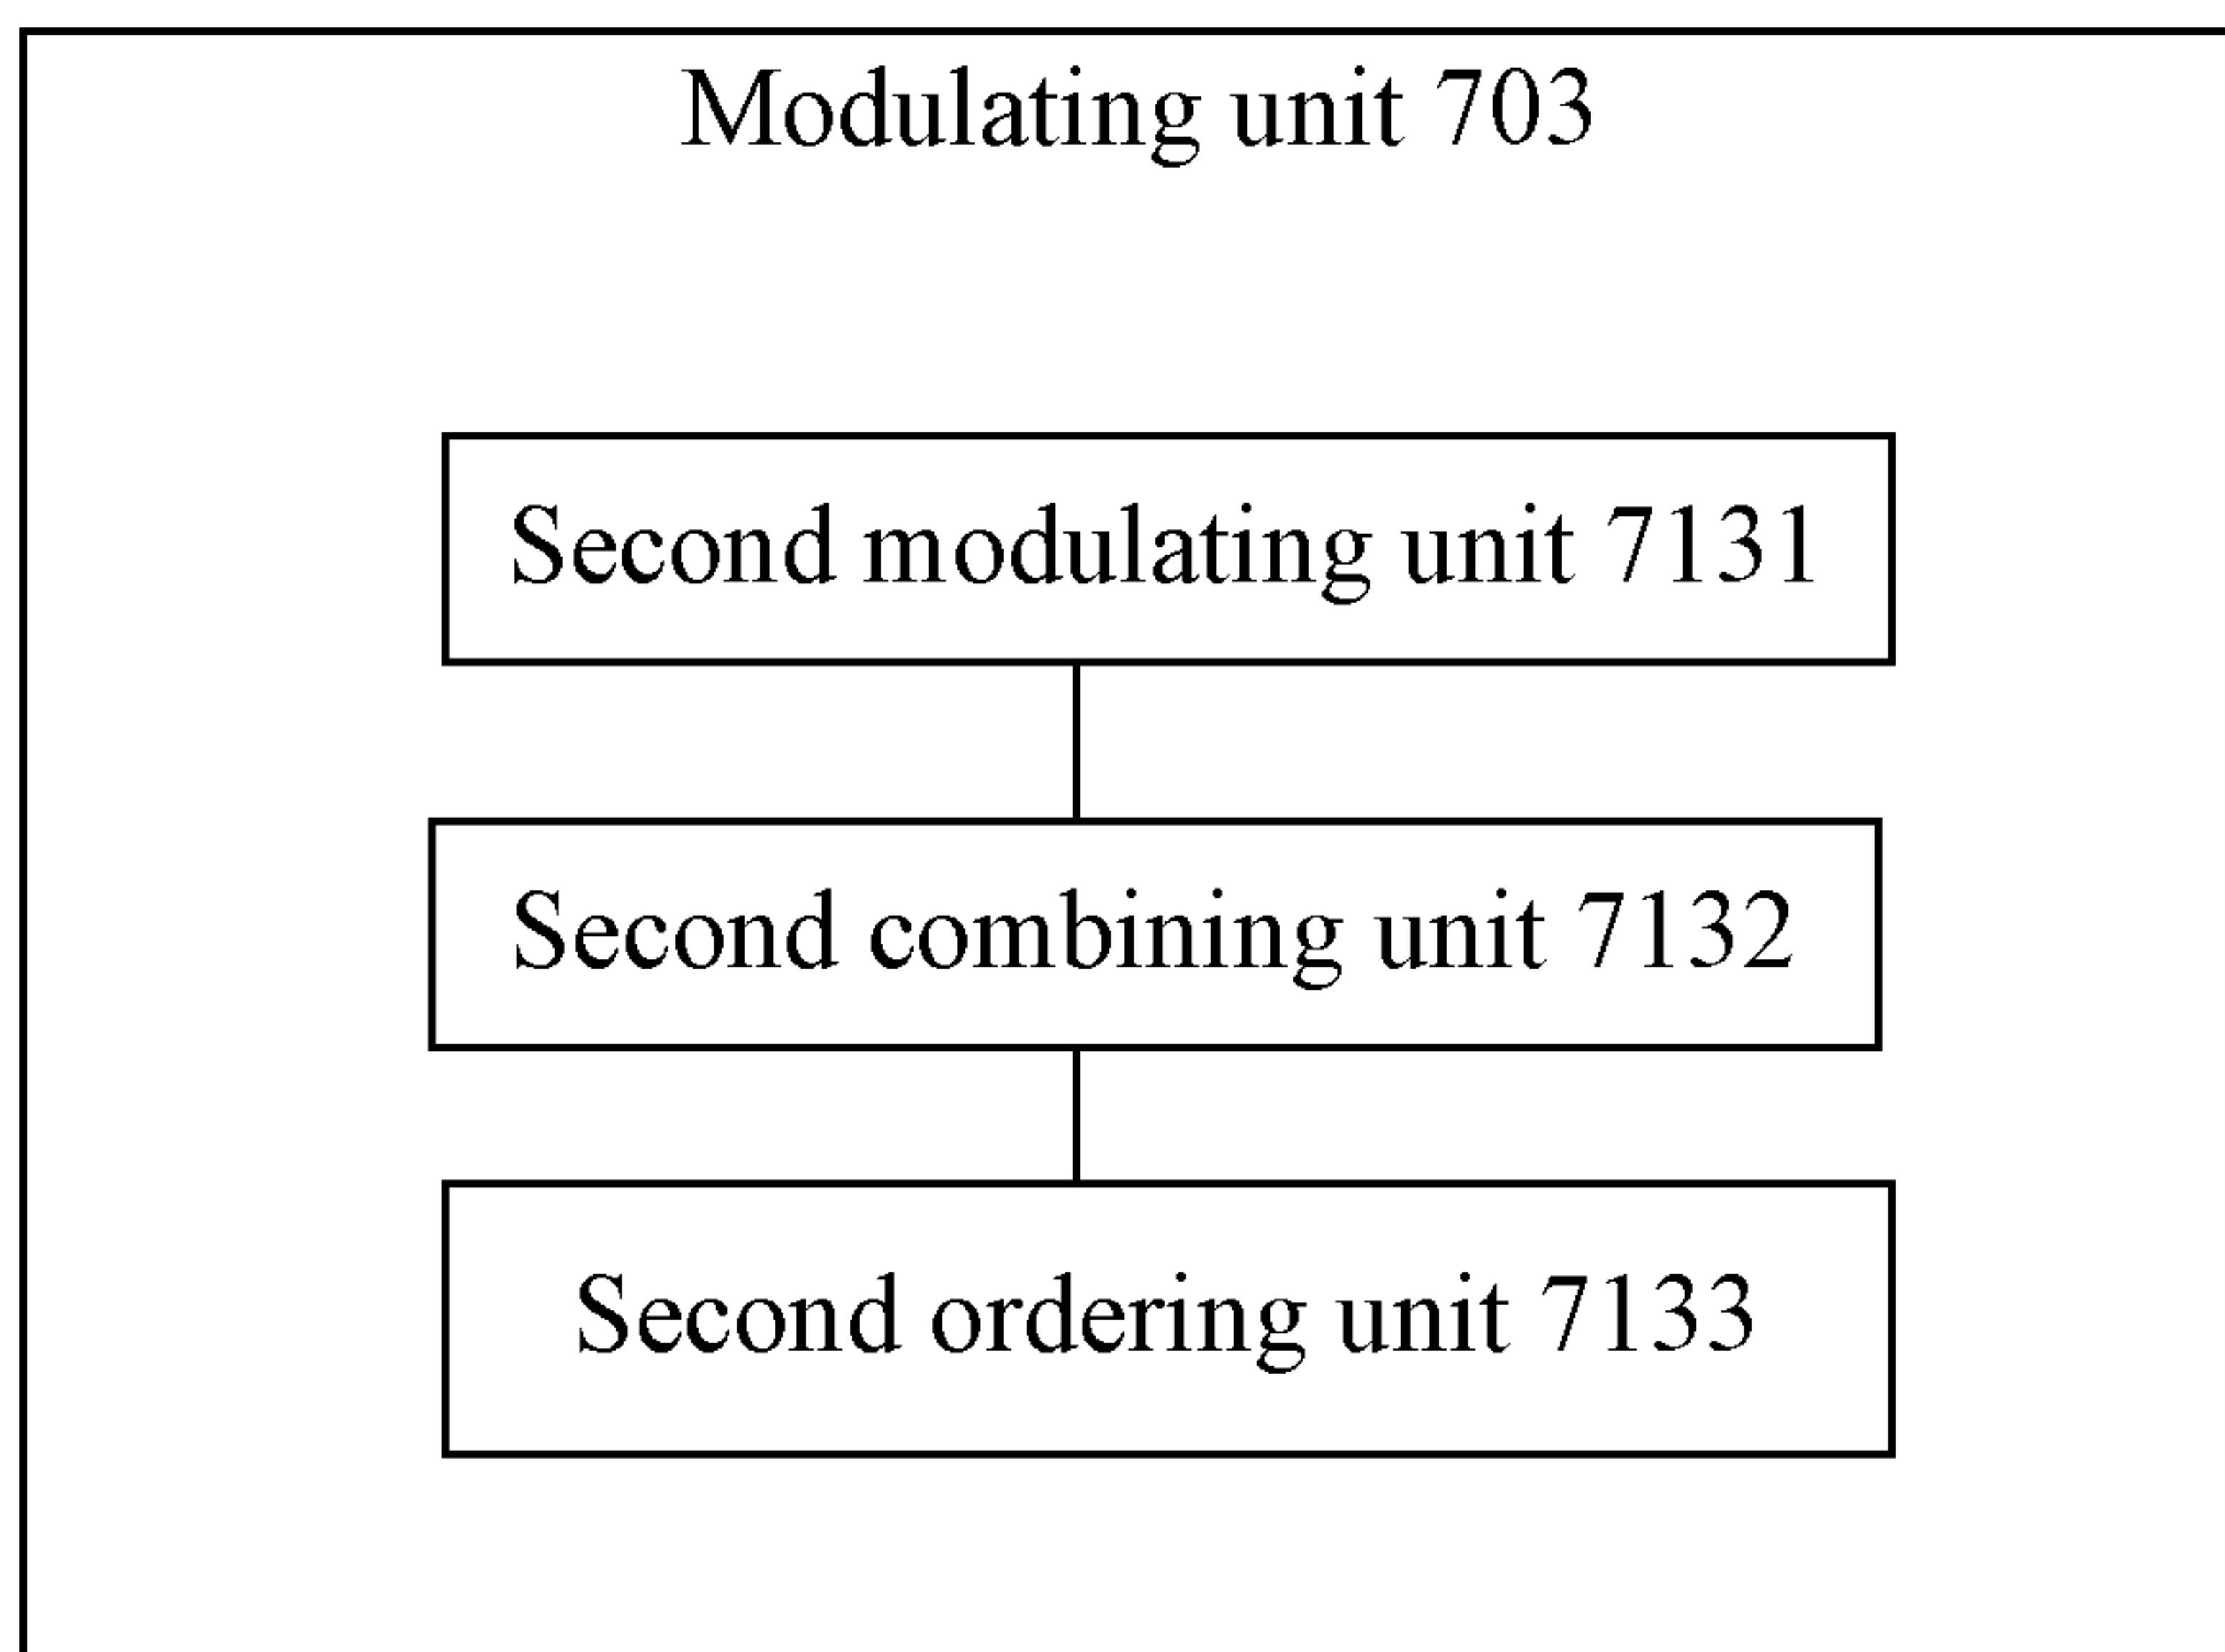 Modulating unit 703
Second modulating unit 7131
Second combining unit 7132
Second ordering unit 7133